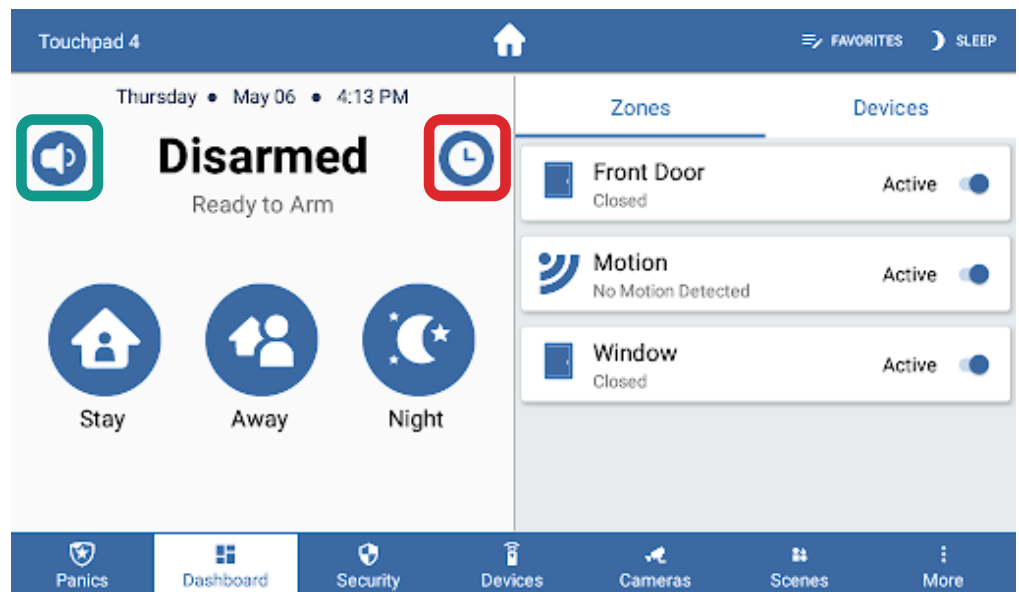 Touchpad 4
FAVORITES
SLEEP
Thursday • May 06 • 4:13 PM
Disarmed
Ready to Arm
Stay
Away
Night
Zones
Devices
Front Door
Closed
Active
Motion
No Motion Detected
Active
Window
Closed
Active
Panics
Dashboard
Security
Devices
Cameras
Scenes
More